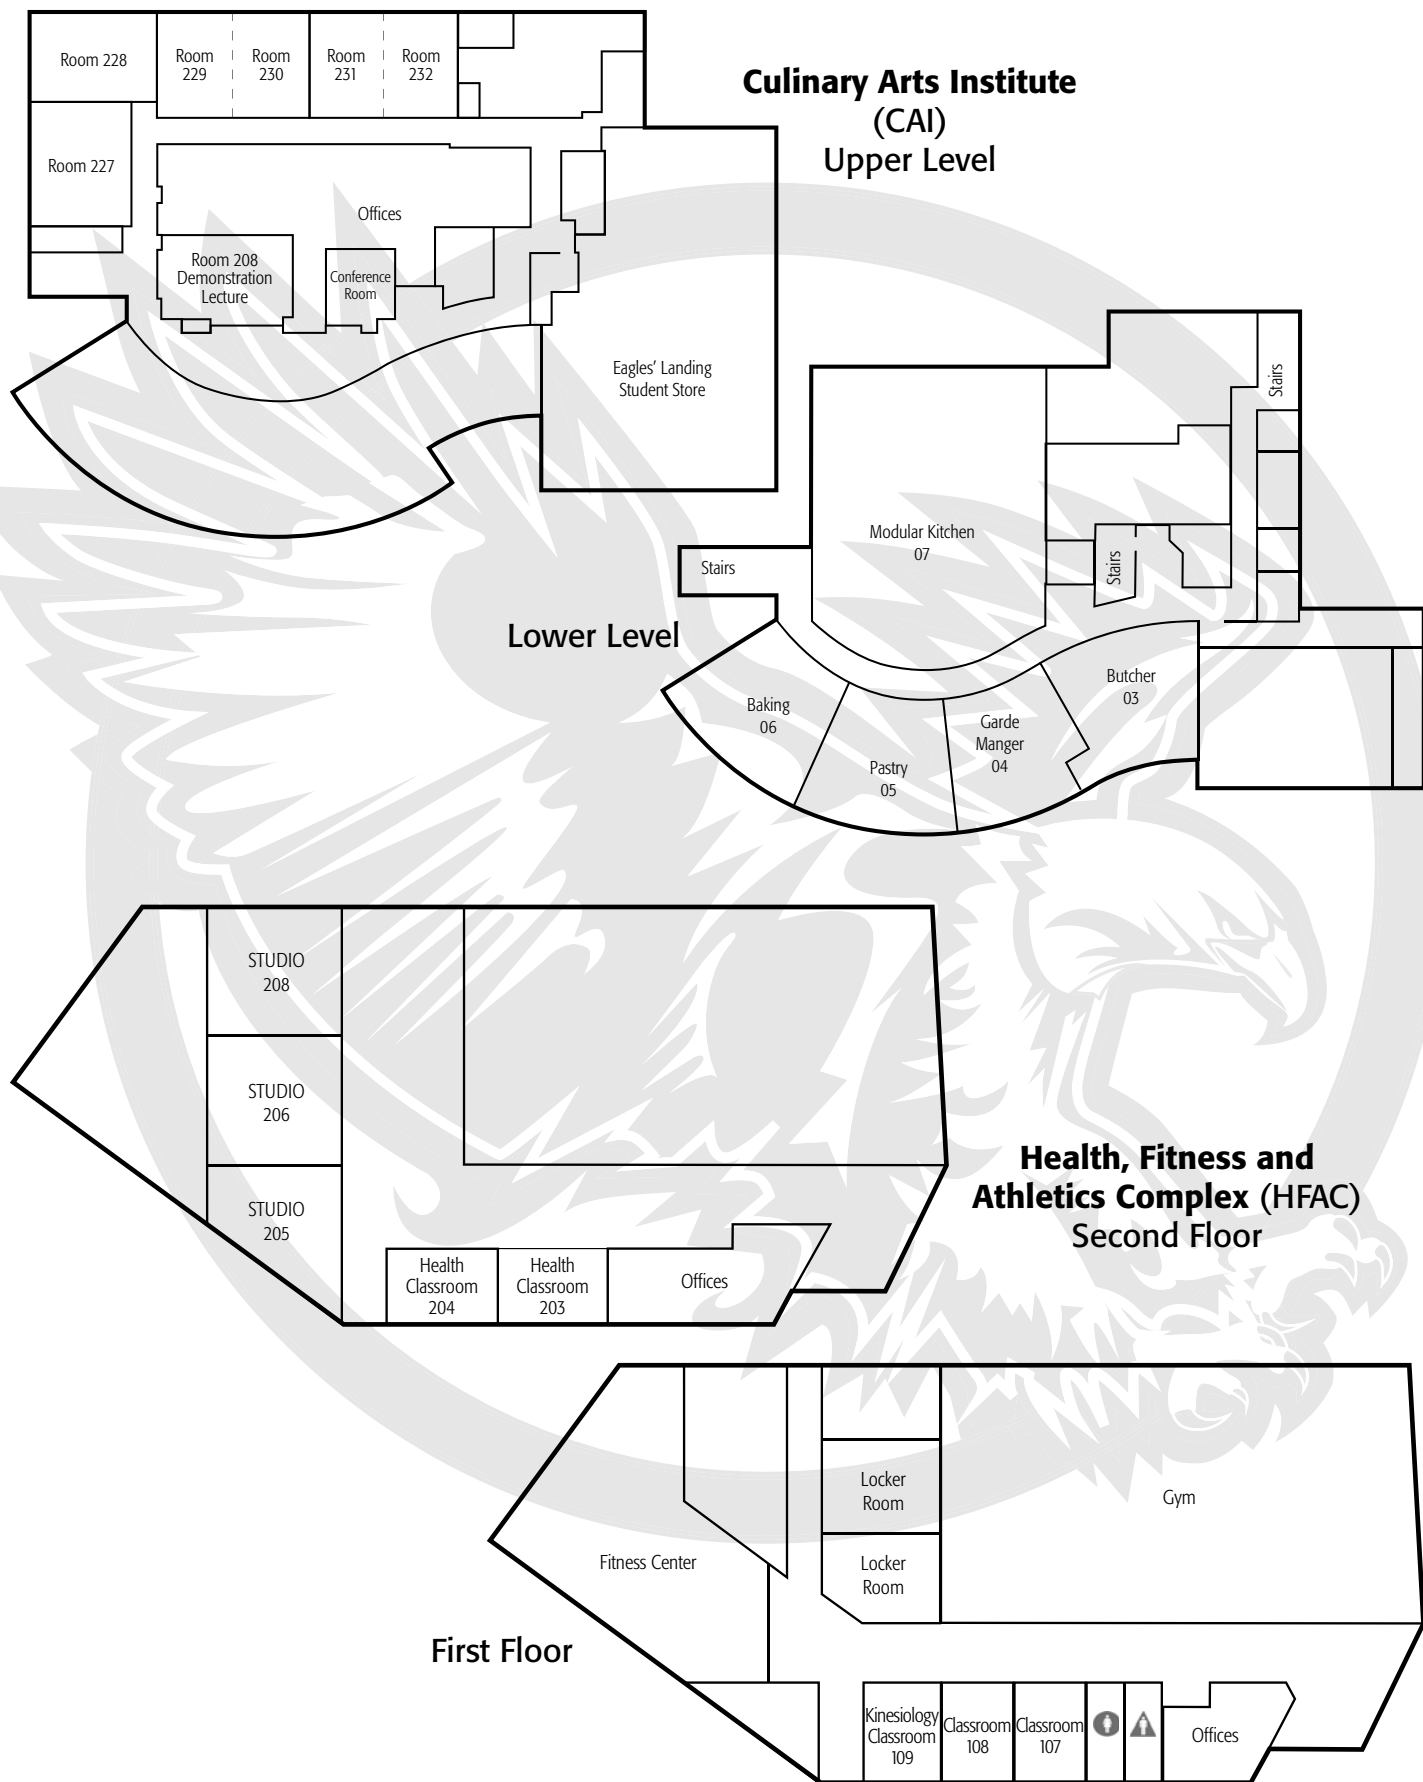 Culinary Arts Institute
(CAI)
Upper Level
Room 228
Room
229
Room
230
Room
231
Room
232
Room 227
Offices
Room 208
Demonstration
Lecture
Conference
Room
Eagles’ Landing
Student Store
Lower Level
Stairs
Modular Kitchen
07
Stairs
Stairs
Baking
06
Pastry
05
Garde
Manger
04
Butcher
03
Health, Fitness and
Athletics Complex (HFAC)
Second Floor
STUDIO
208
STUDIO
206
STUDIO
205
Health
Classroom
204
Health
Classroom
203
Offices
First Floor
Fitness Center
Locker
Room
Locker
Room
Gym
Kinesiology
Classroom
109
Classroom
108
Classroom
107
Offices